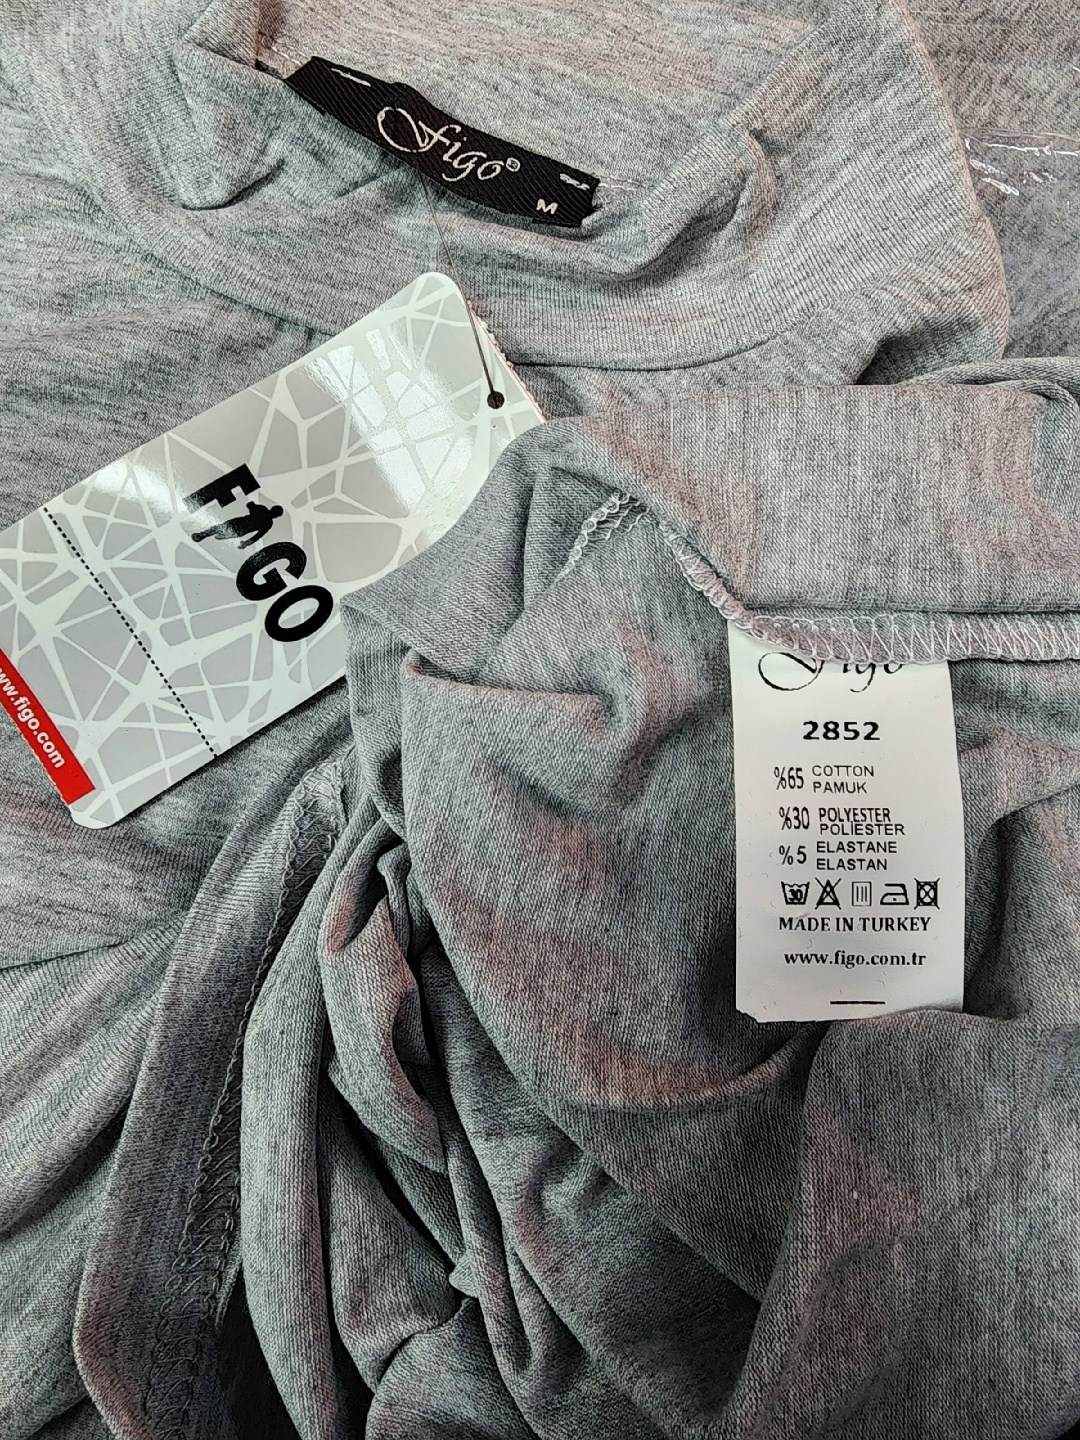 Figo®
M
FIGO
www.figo.com
Figo
2852
%65 COTTON
PAMUK
%30 POLYESTER
POLIESTER
%5 ELASTANE
ELASTAN
30
MADE IN TURKEY
www.figo.com.tr